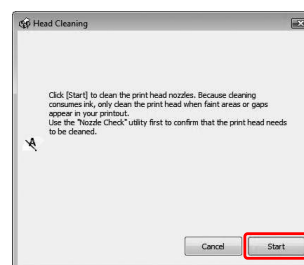 Head Cleaning
Click [Start] to clean the print head nozzles. Because cleaning
consumes ink, only clean the print head when faint areas or gaps
appear in your printout.
Use the "Nozzle Check" utility first to confirm that the print head needs
to be cleaned.
A
Cancel
Start